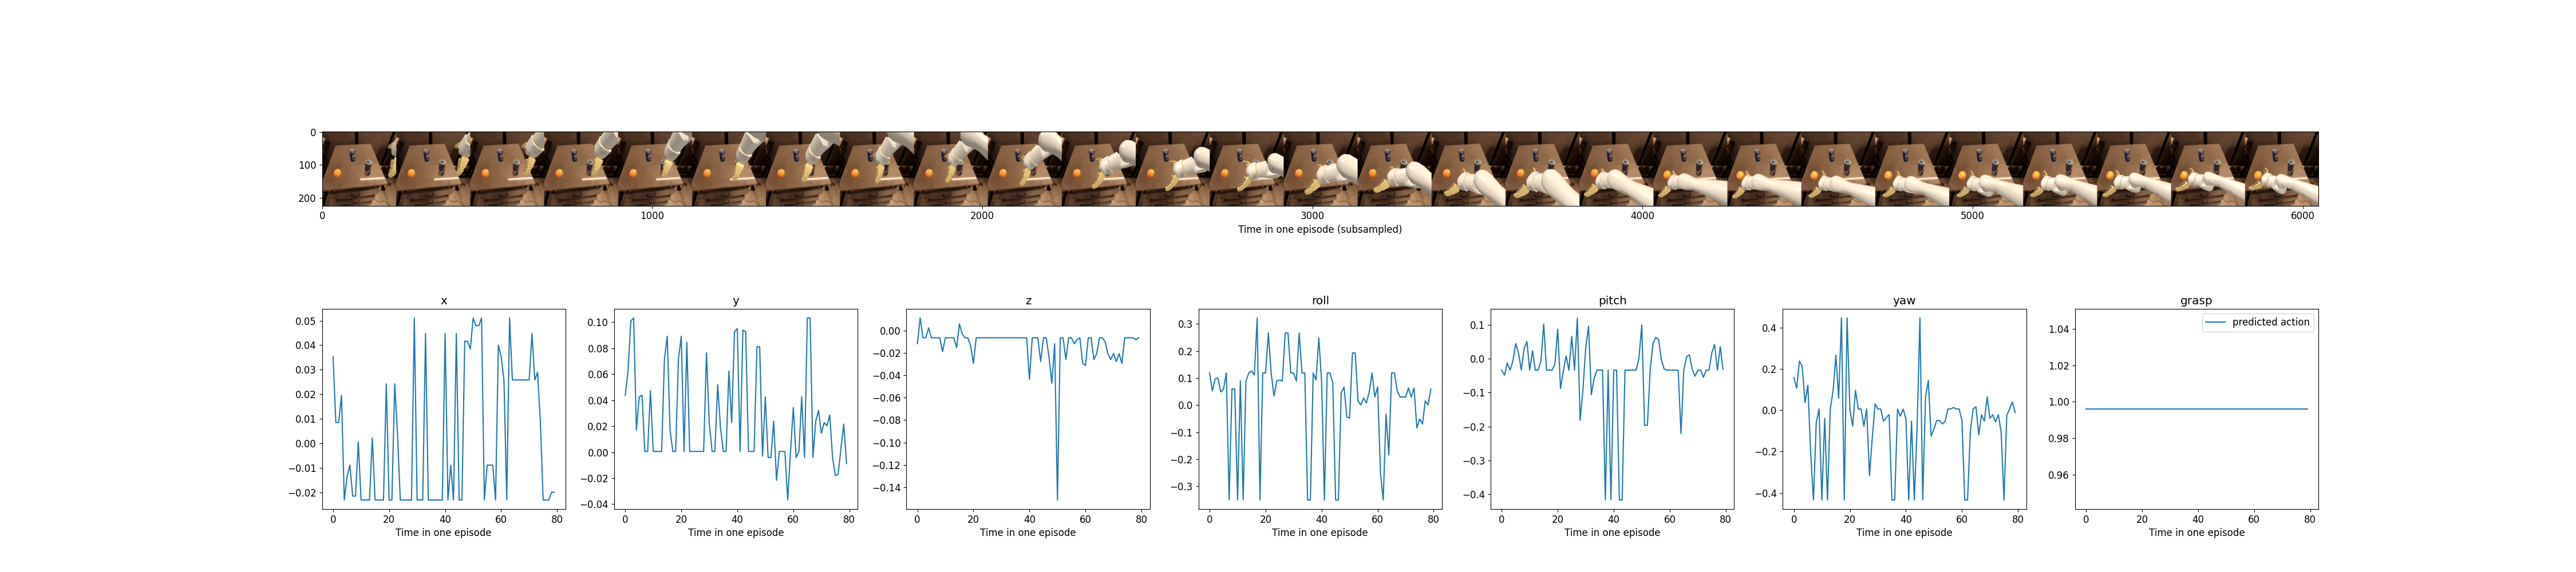 0
100
200
0 1000 2000 3000 4000 5000 6000
Time in one episode (subsampled)
x
0.05
0.04
0.03
0.02
0.01
0.00
−0.01
−0.02
0 20 40 60 80
Time in one episode
y
0.10
0.08
0.06
0.04
0.02
0.00
−0.02
−0.04
0 20 40 60 80
Time in one episode
z
0.00
−0.02
−0.04
−0.06
−0.08
−0.10
−0.12
−0.14
0 20 40 60 80
Time in one episode
roll
0.3
0.2
0.1
0.0
−0.1
−0.2
−0.3
0 20 40 60 80
Time in one episode
pitch
0.1
0.0
−0.1
−0.2
−0.3
−0.4
0 20 40 60 80
Time in one episode
yaw
0.4
0.2
0.0
−0.2
−0.4
0 20 40 60 80
Time in one episode
grasp
predicted action
1.04
1.02
1.00
0.98
0.96
0 20 40 60 80
Time in one episode